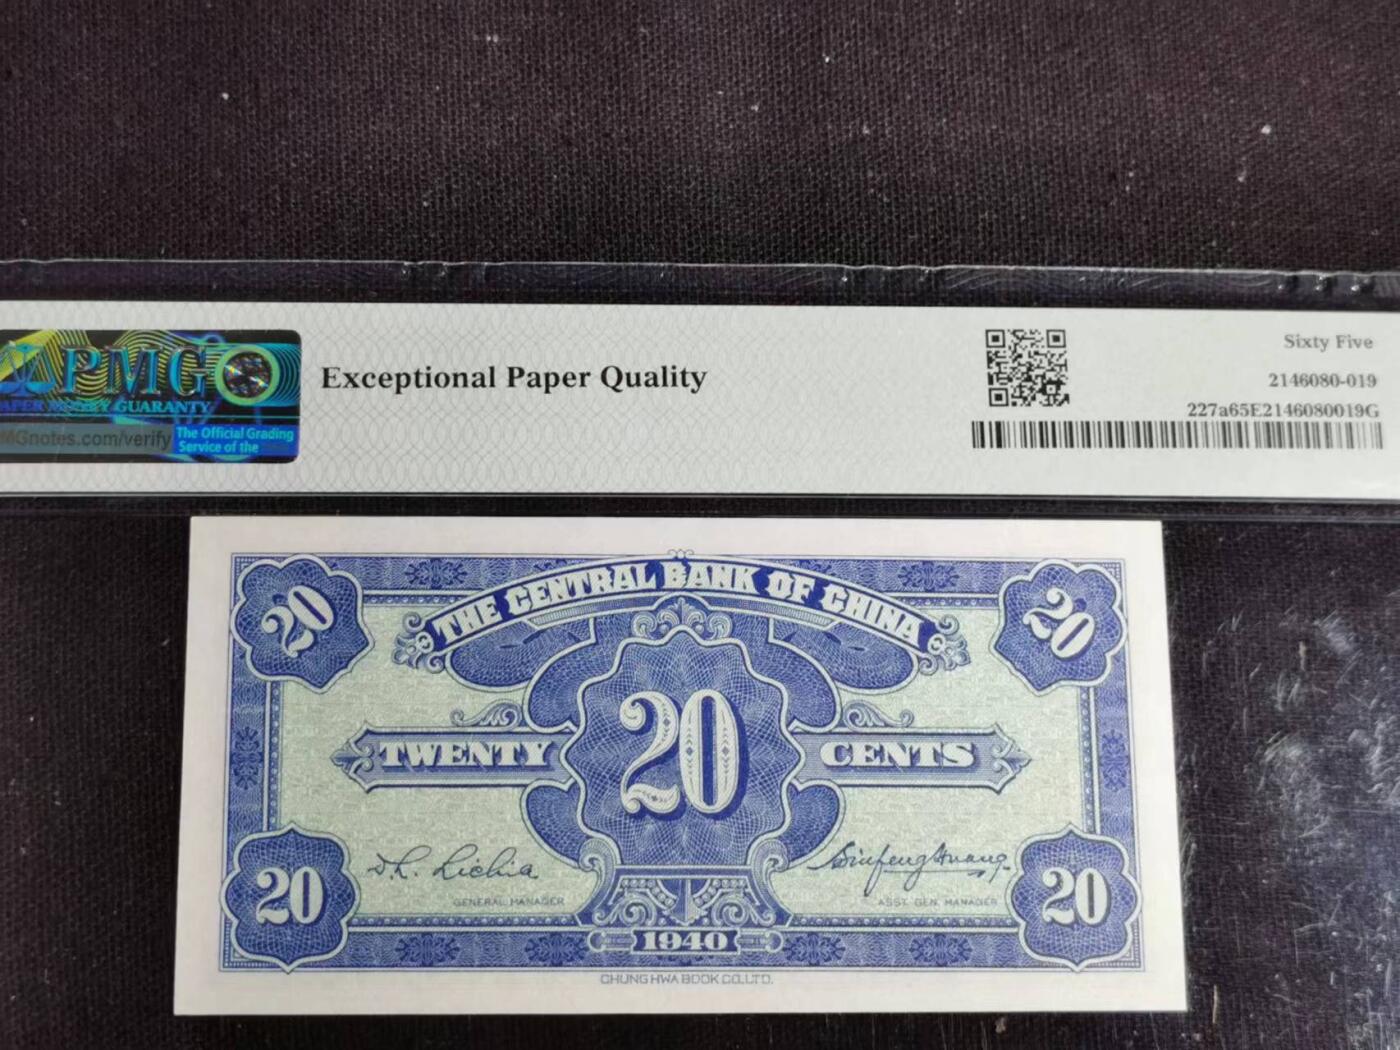 PMG
PAPER MONEY GUARANTY
MGnotes.com/verify
The Official Grading
Service of the
Exceptional Paper Quality
Sixty Five
2146080-019
227a65E2146080019G
THE CENTRAL BANK OF CHINA
20
20
20
TWENTY
CENTS
20
20
GENERAL MANAGER
ASST. GEN. MANAGER
1940
CHUNG HWA BOOK CO., LTD.